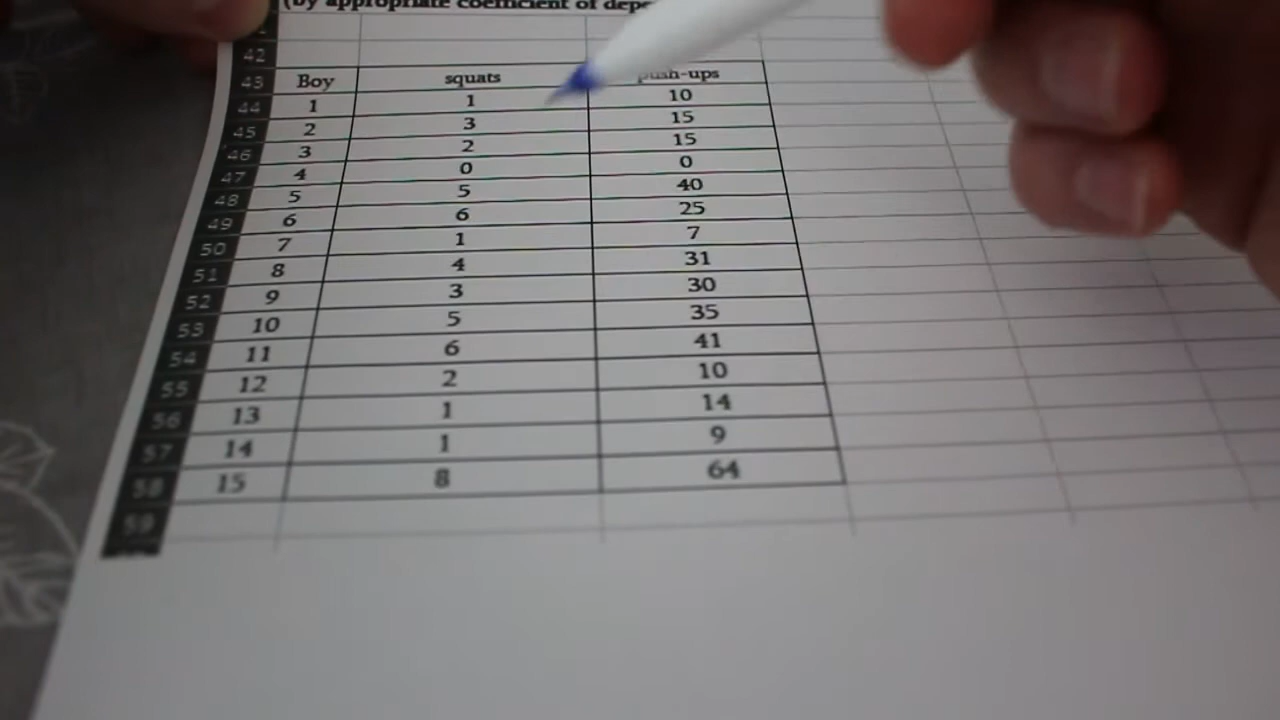 (by appropriate coefficient of depe
42
43 Boy squats push-ups
44 1 1 10
45 2 3 15
46 3 2 15
47 4 0 0
48 5 5 40
49 6 6 25
50 7 1 7
51 8 4 31
52 9 3 30
53 10 5 35
54 11 6 41
55 12 2 10
56 13 1 14
57 14 1 9
58 15 8 64
59